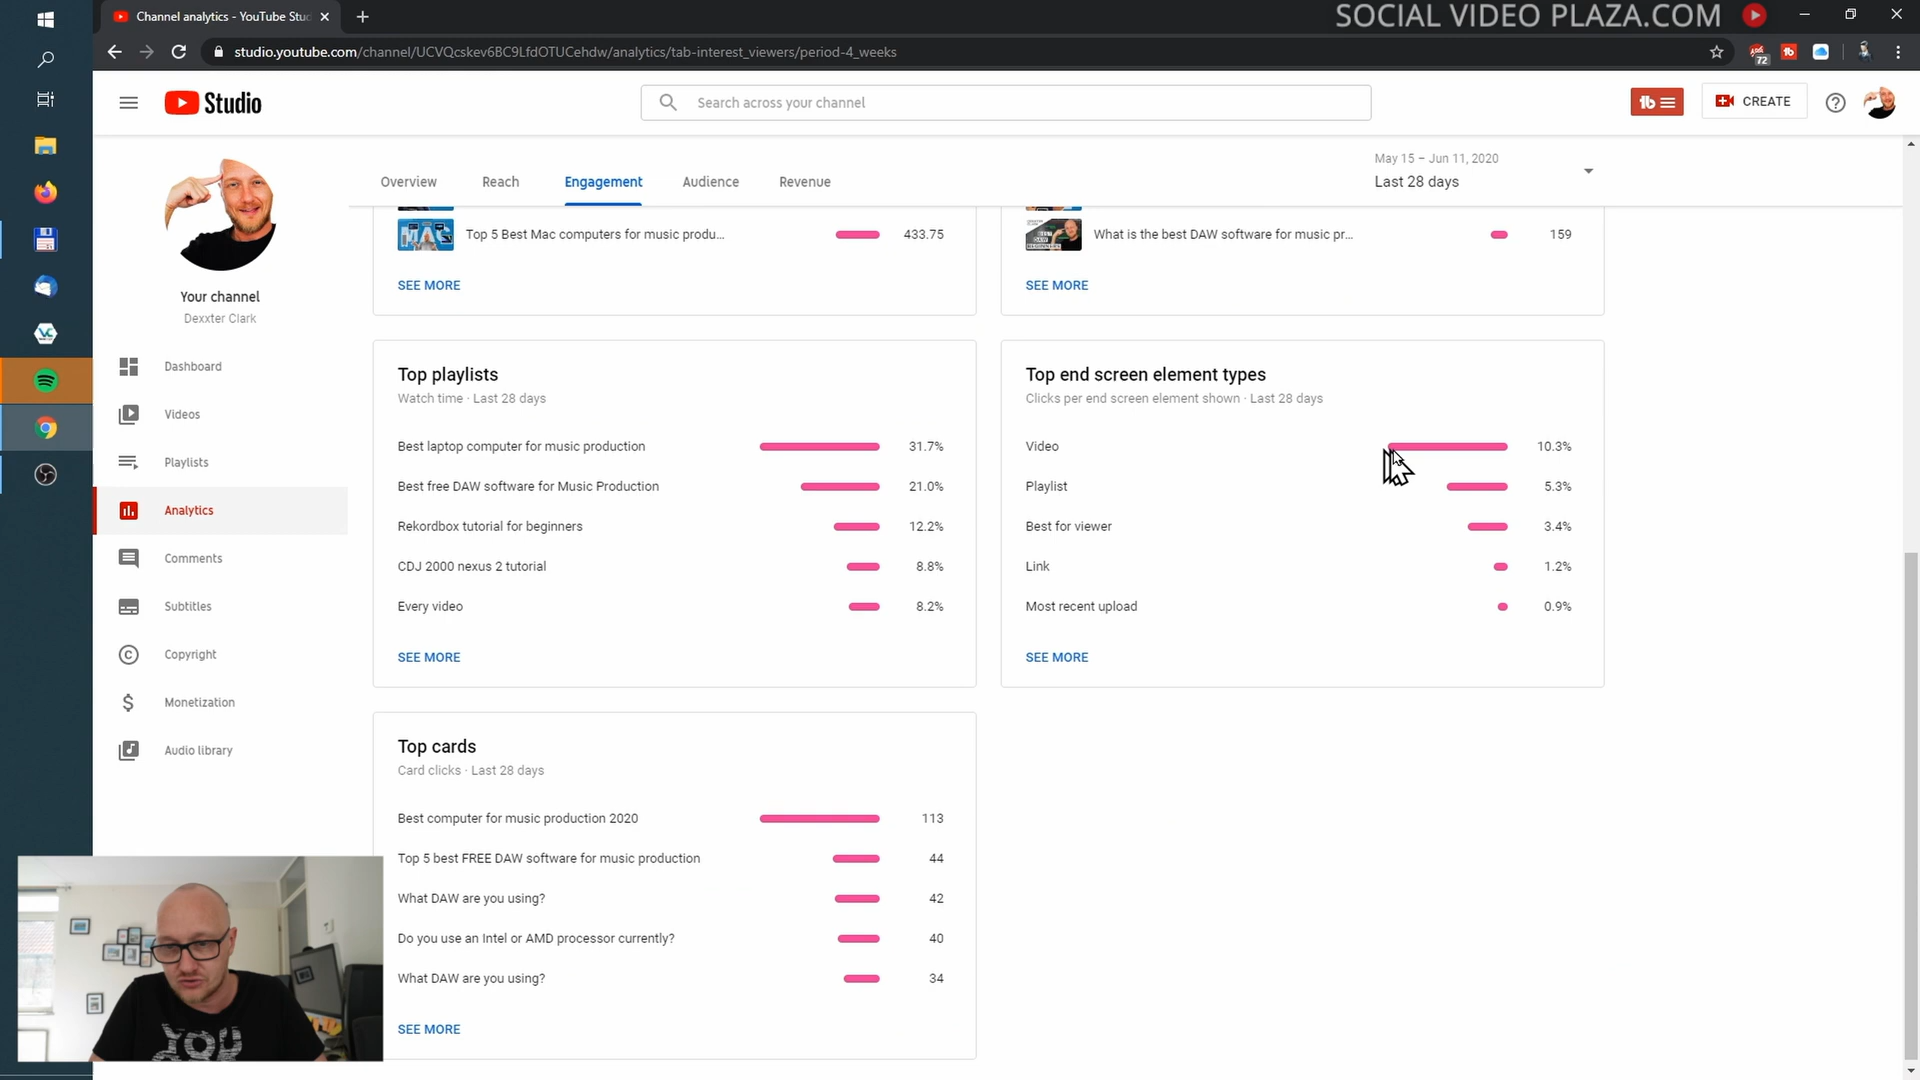 Channel analytics - YouTube Stud
SOCIAL VIDEO PLAZA.COM
studio.youtube.com/channel/UCVQcskev6BC9LfdOTUCehdw/analytics/tab-interest_viewers/period-4_weeks
72
Studio
Search across your channel
CREATE
Your channel
Dexxter Clark
Dashboard
Videos
Playlists
Analytics
Comments
Subtitles
Copyright
Monetization
Audio library
Overview
Reach
Engagement
Audience
Revenue
May 15 – Jun 11, 2020
Last 28 days
Top 5 Best Mac computers for music produ...
433.75
SEE MORE
What is the best DAW software for music pr...
159
SEE MORE
Top playlists
Watch time · Last 28 days
Best laptop computer for music production 31.7%
Best free DAW software for Music Production 21.0%
Rekordbox tutorial for beginners 12.2%
CDJ 2000 nexus 2 tutorial 8.8%
Every video 8.2%
SEE MORE
Top end screen element types
Clicks per end screen element shown · Last 28 days
Video 10.3%
Playlist 5.3%
Best for viewer 3.4%
Link 1.2%
Most recent upload 0.9%
SEE MORE
Top cards
Card clicks · Last 28 days
Best computer for music production 2020 113
Top 5 best FREE DAW software for music production 44
What DAW are you using? 42
Do you use an Intel or AMD processor currently? 40
What DAW are you using? 34
SEE MORE